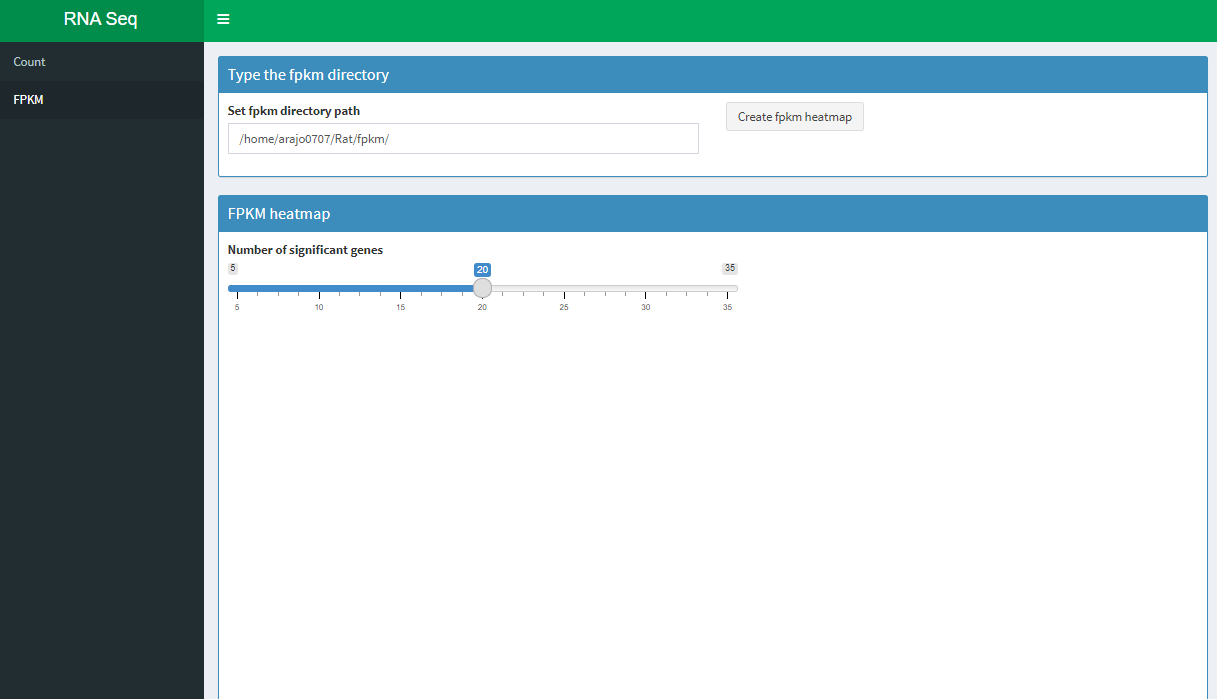 RNA Seq
Count
FPKM
Type the fpkm directory
Set fpkm directory path
/home/arajo0707/Rat/fpkm/
Create fpkm heatmap
FPKM heatmap
Number of significant genes
5 20 35
5 10 15 20 25 30 35